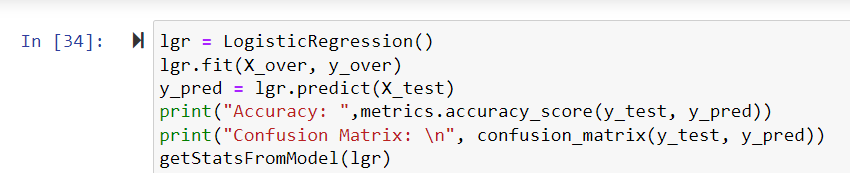 In [34]: lgr = LogisticRegression()
lgr.fit(X_over, y_over)
y_pred = lgr.predict(X_test)
print("Accuracy: ",metrics.accuracy_score(y_test, y_pred))
print("Confusion Matrix: \n", confusion_matrix(y_test, y_pred))
getStatsFromModel(lgr)